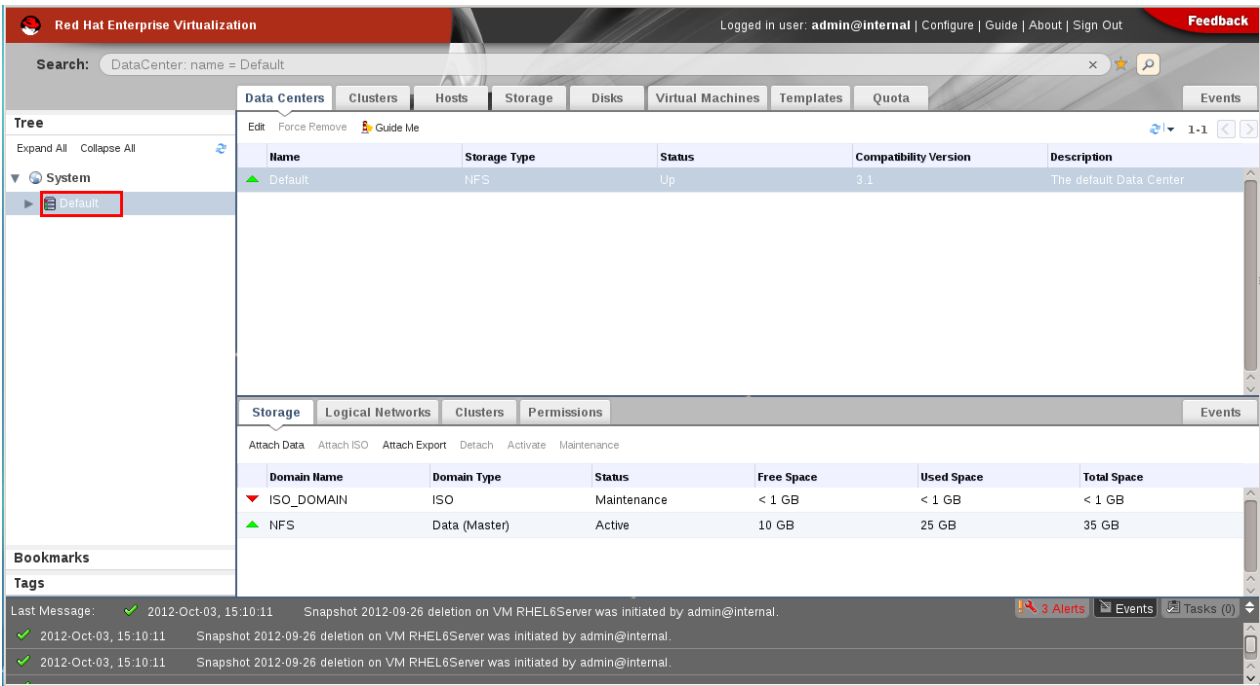 Red Hat Enterprise Virtualization
Logged in user: admin@internal | Configure | Guide | About | Sign Out
Feedback
Search: DataCenter: name = Default
Data Centers Clusters Hosts Storage Disks Virtual Machines Templates Quota Events
Tree
Edit Force Remove Guide Me
1-1
Expand All Collapse All
Name Storage Type Status Compatibility Version Description
System
Default NFS Up 3.1 The default Data Center
Default
Storage Logical Networks Clusters Permissions Events
Attach Data Attach ISO Attach Export Detach Activate Maintenance
Domain Name Domain Type Status Free Space Used Space Total Space
ISO_DOMAIN ISO Maintenance < 1 GB < 1 GB < 1 GB
NFS Data (Master) Active 10 GB 25 GB 35 GB
Bookmarks
Tags
Last Message: 2012-Oct-03, 15:10:11 Snapshot 2012-09-26 deletion on VM RHEL6Server was initiated by admin@internal.
3 Alerts Events Tasks (0)
2012-Oct-03, 15:10:11 Snapshot 2012-09-26 deletion on VM RHEL6Server was initiated by admin@internal.
2012-Oct-03, 15:10:11 Snapshot 2012-09-26 deletion on VM RHEL6Server was initiated by admin@internal.